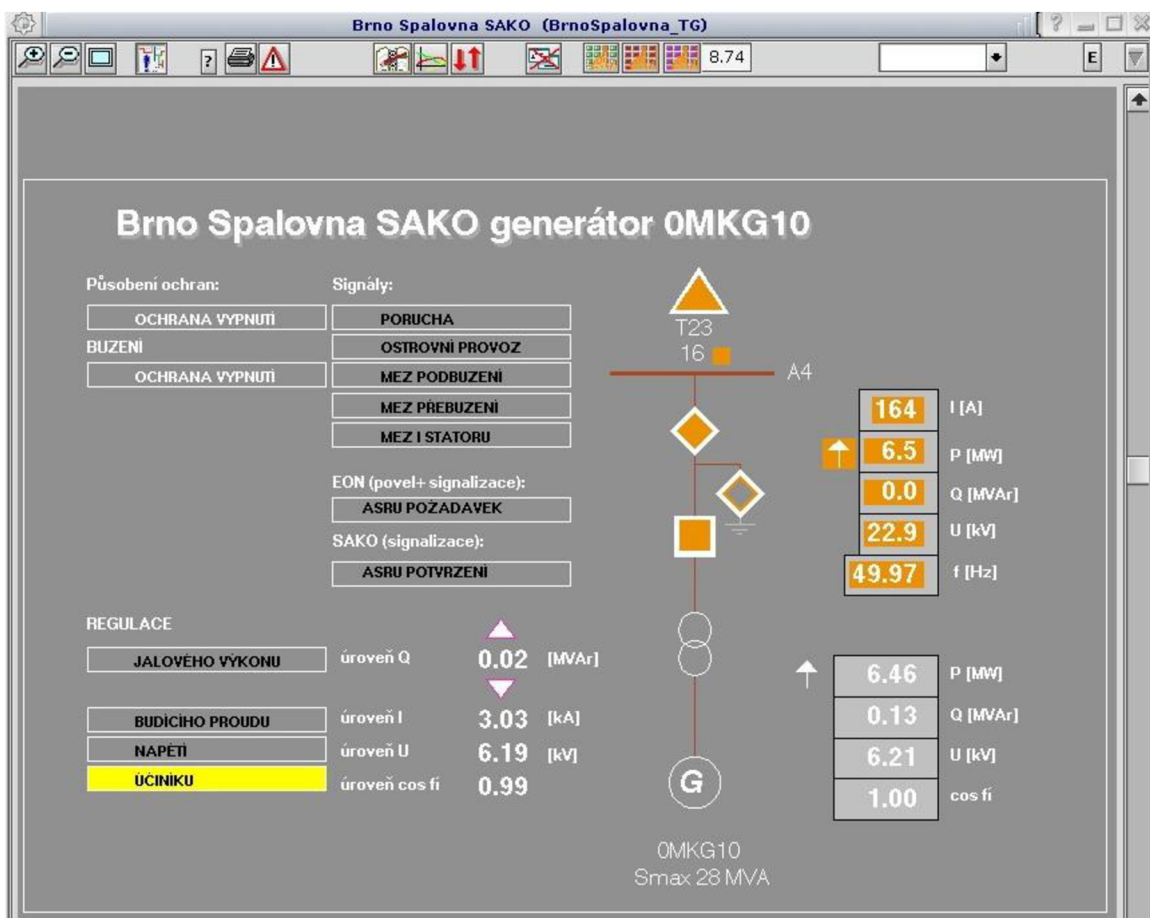 Brno Spalovna SAKO (BrnoSpalovna_TG)
?
?
8.74
E
Brno Spalovna SAKO generátor 0MKG10
Působení ochran:
OCHRANA VYPNUTÍ
BUZENÍ
OCHRANA VYPNUTÍ
Signály:
PORUCHA
OSTROVNÍ PROVOZ
MEZ PODBUZENÍ
MEZ PŘEBUZENÍ
MEZ I STATORU
EON (povel+ signalizace):
ASRU POŽADAVEK
SAKO (signalizace):
ASRU POTVRZENÍ
T23
16
A4
164 I [A]
6.5 P [MW]
0.0 Q [MVAr]
22.9 U [kV]
49.97 f [Hz]
REGULACE
JALOVÉHO VÝKONU úroveň Q 0.02 [MVAr]
BUDÍCÍHO PROUDU úroveň I 3.03 [kA]
NAPĚTÍ úroveň U 6.19 [kV]
ÚČINÍKU úroveň cos fí 0.99
6.46 P [MW]
0.13 Q [MVAr]
6.21 U [kV]
1.00 cos fí
G
0MKG10
Smax 28 MVA